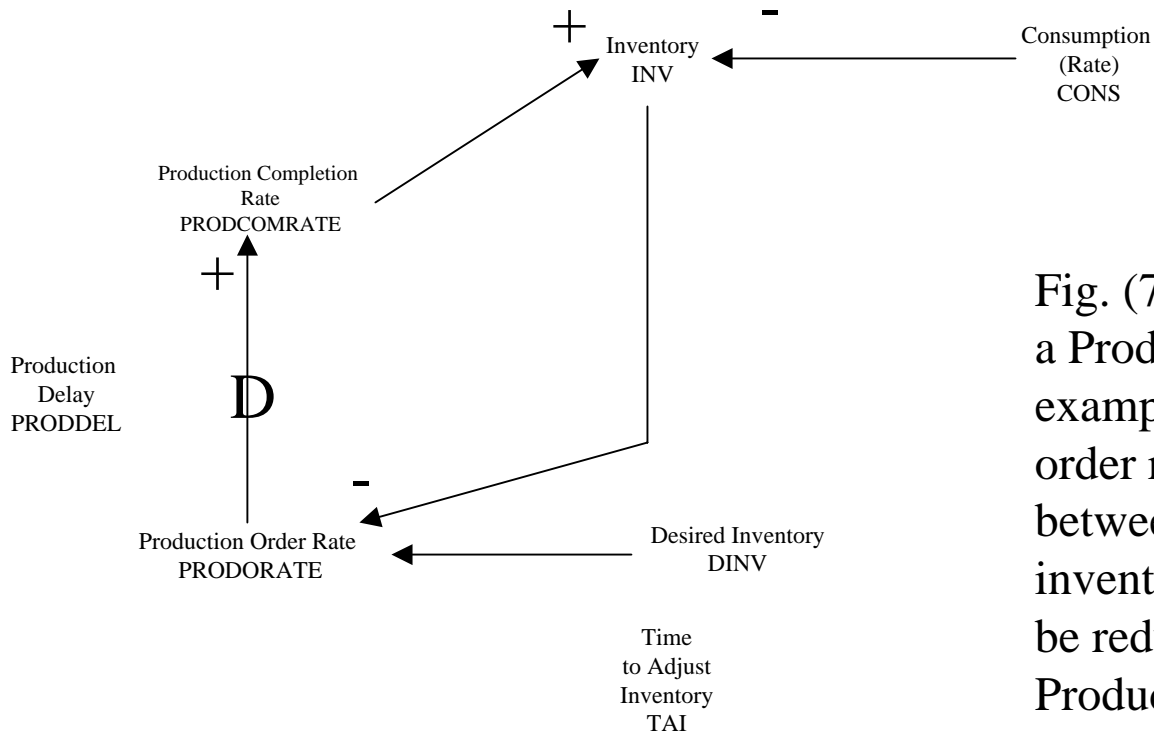 +
-
Inventory
INV
Consumption
(Rate)
CONS
Production Completion
Rate
PRODCOMRATE
+
Production
Delay
PRODDEL
D
-
Production Order Rate
PRODORATE
Desired Inventory
DINV
Time
to Adjust
Inventory
TAI
Fig. (7
a Prod
examp
order
between
invent
be red
Produc